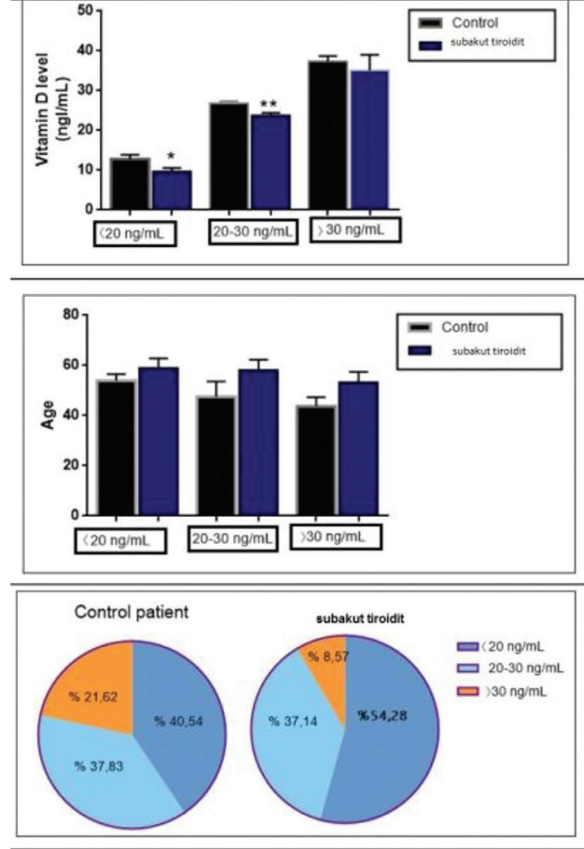 50
40
30
20
10
0
Vitamin D level
(ngl/mL)
Control
subakut tiroidit
*
**
〈20 ng/mL
20-30 ng/mL
〉30 ng/mL
80
60
40
20
0
Age
Control
subakut tiroidit
〈20 ng/mL
20-30 ng/mL
〉30 ng/mL
Control patient
% 21,62
% 40,54
% 37,83
subakut tiroidit
% 8,57
% 37,14
%54,28
〈20 ng/mL
20-30 ng/mL
〉30 ng/mL